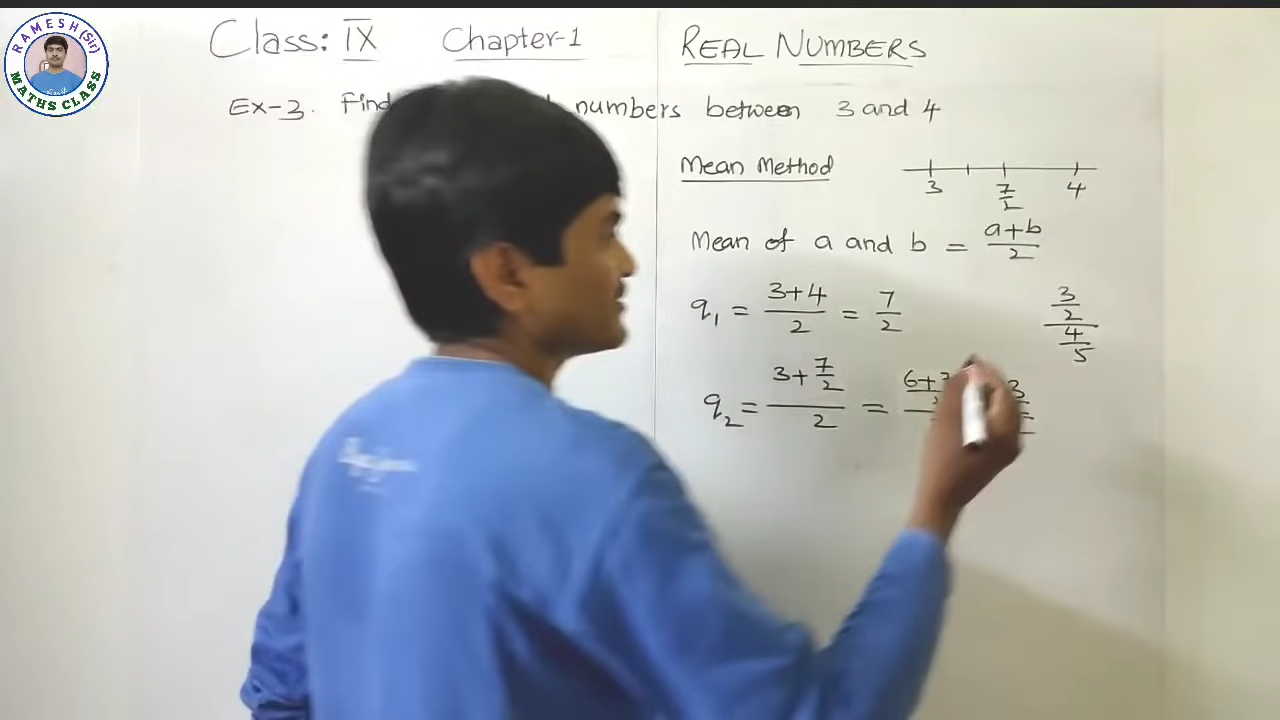 RAMESH (Sir)
MATHS CLASS
Class: IX Chapter-1 REAL NUMBERS
Ex-3. Find numbers between 3 and 4
Mean Method
3 7/2 4
Mean of a and b = a+b/2
q₁ = 3+4/2 = 7/2
3/2/4/5
q₂ = 3+7/2/2 = 6+